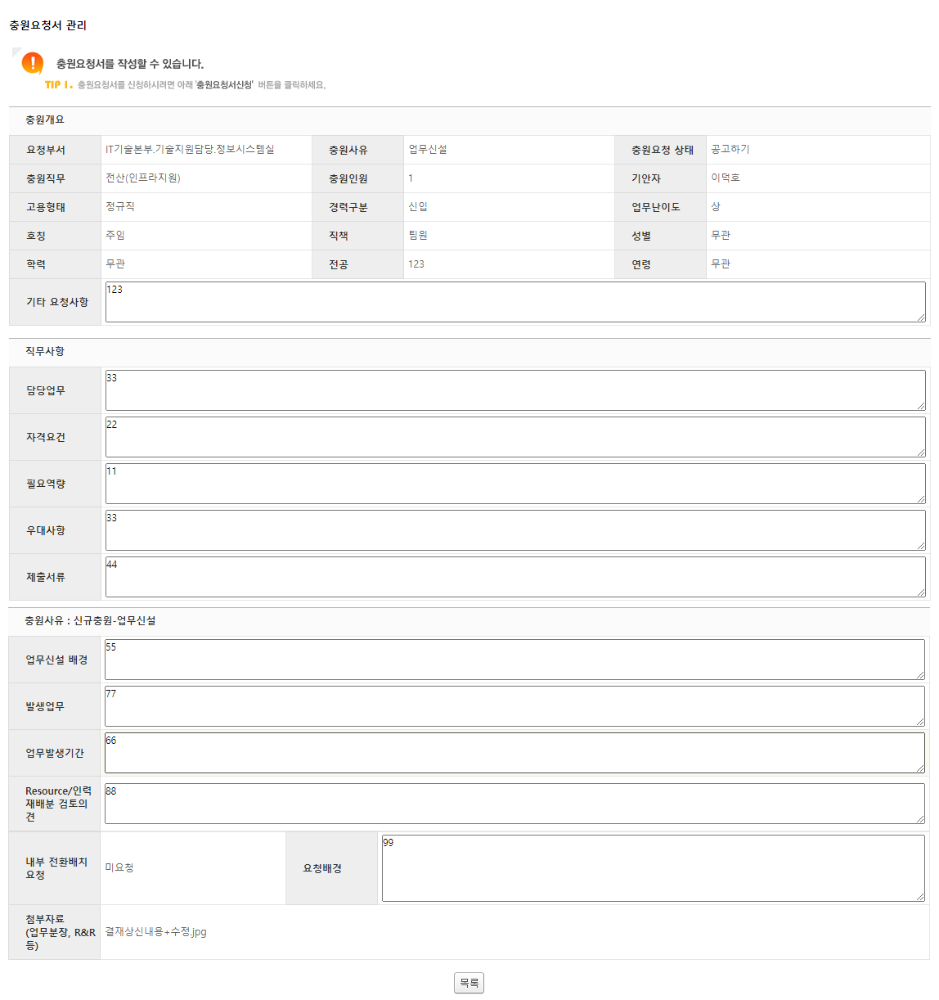 충원요청서 관리
충원요청서를 작성할 수 있습니다.
TIP 1. 충원요청서를 신청하시려면 아래 '충원요청서신청' 버튼을 클릭하세요.
충원개요
요청부서 IT기술본부.기술지원담당.정보시스템실 충원사유 업무신설 충원요청 상태 공고하기
충원직무 전산(인프라지원) 충원인원 1 기안자 이덕호
고용형태 정규직 경력구분 신입 업무난이도 상
호칭 주임 직책 팀원 성별 무관
학력 무관 전공 123 연령 무관
기타 요청사항 123
직무사항
담당업무 33
자격요건 22
필요역량 11
우대사항 33
제출서류 44
충원사유 : 신규충원-업무신설
업무신설 배경 55
발생업무 77
업무발생기간 66
Resource/인력
재배분 검토의
견
88
내부 전환배치
요청
미요청 요청배경 99
첨부자료
(업무분장, R&R
등)
결재상신내용+수정.jpg
목록